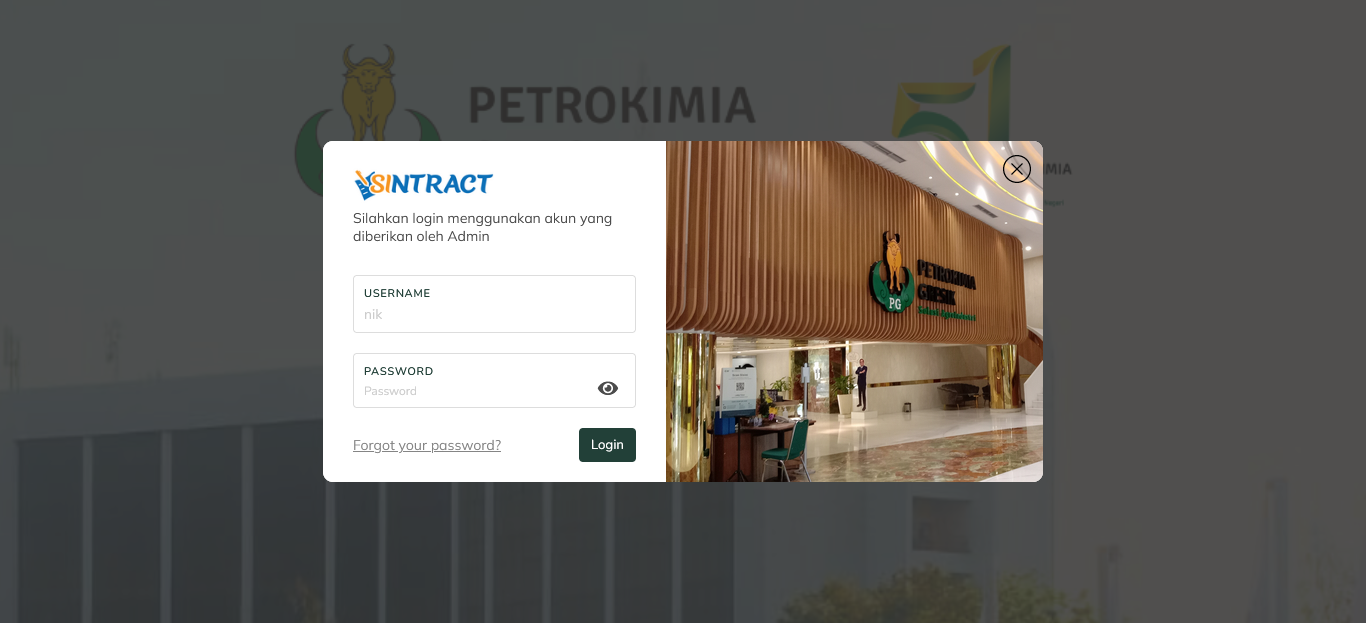 PETROKIMIA
51
MIA
SINTRACT
Silahkan login menggunakan akun yang
diberikan oleh Admin
USERNAME
nik
PASSWORD
Password
Forgot your password?
Login
PETROKIMIA
GRESIK
PG